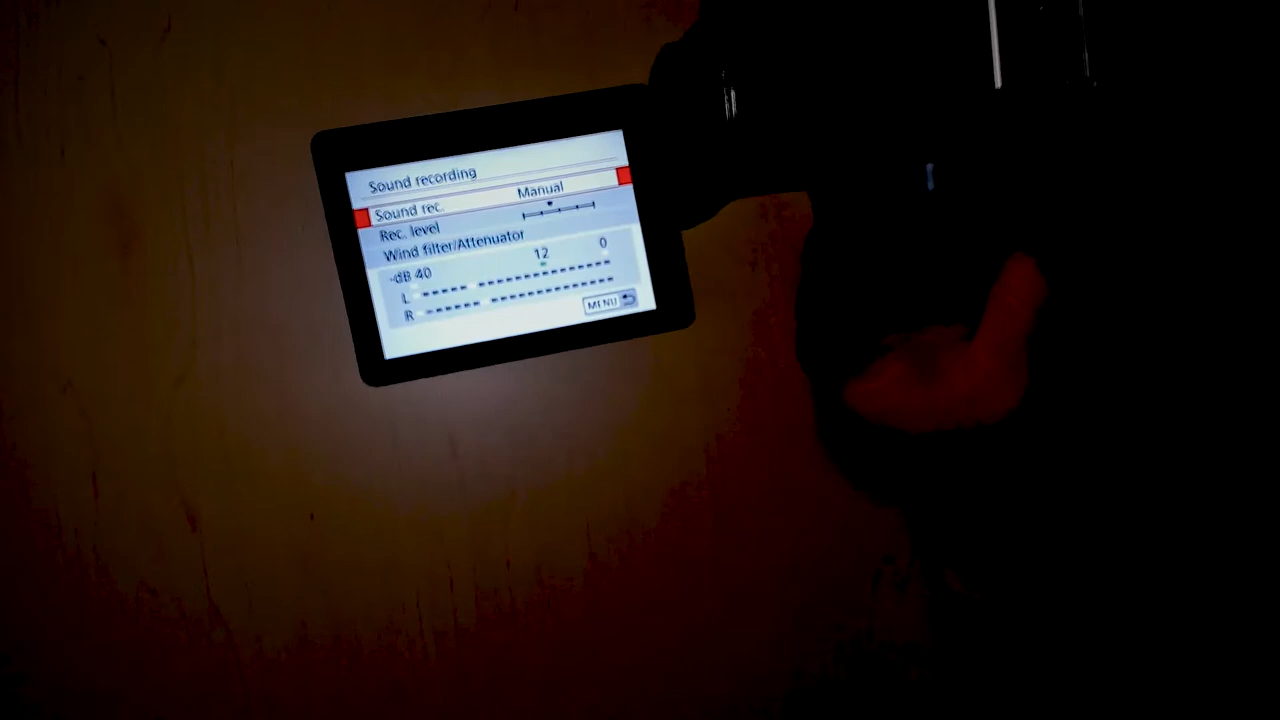 Sound recording
Sound rec. Manual
Rec. level
Wind filter/Attenuator
-dB 40 12 0
L
R
MENU